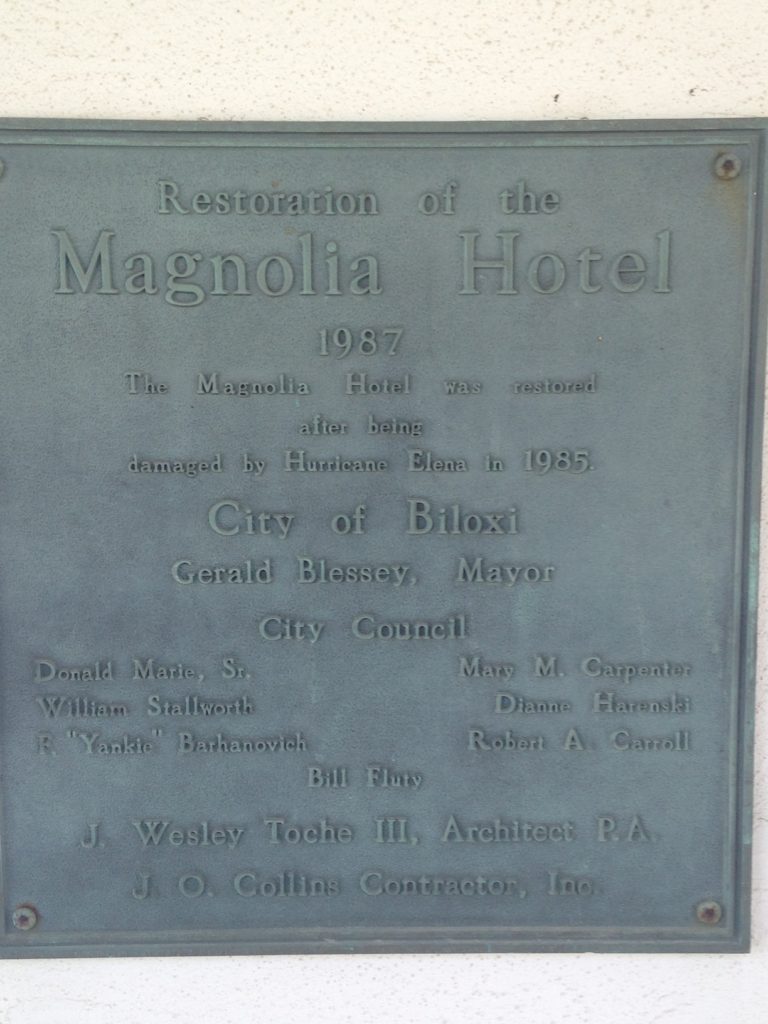 Restoration of the
Magnolia Hotel
1987
The Magnolia Hotel was restored
after being
damaged by Hurricane Elena in 1985.
City of Biloxi
Gerald Blessey, Mayor
City Council
Donald Marie, Sr. Mary M. Carpenter
William Stallworth Dianne Harenski
F. "Yankie" Barhanovich Robert A. Carroll
Bill Fluty
J. Wesley Toche III, Architect P.A.
J. O. Collins Contractor, Inc.